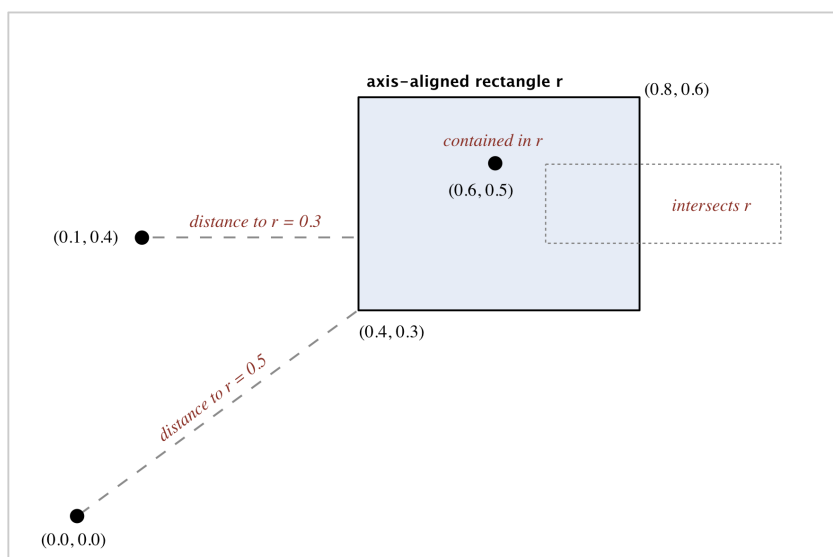 axis-aligned rectangle r
(0.8, 0.6)
contained in r
(0.6, 0.5)
intersects r
(0.1, 0.4)
distance to r = 0.3
(0.4, 0.3)
distance to r = 0.5
(0.0, 0.0)